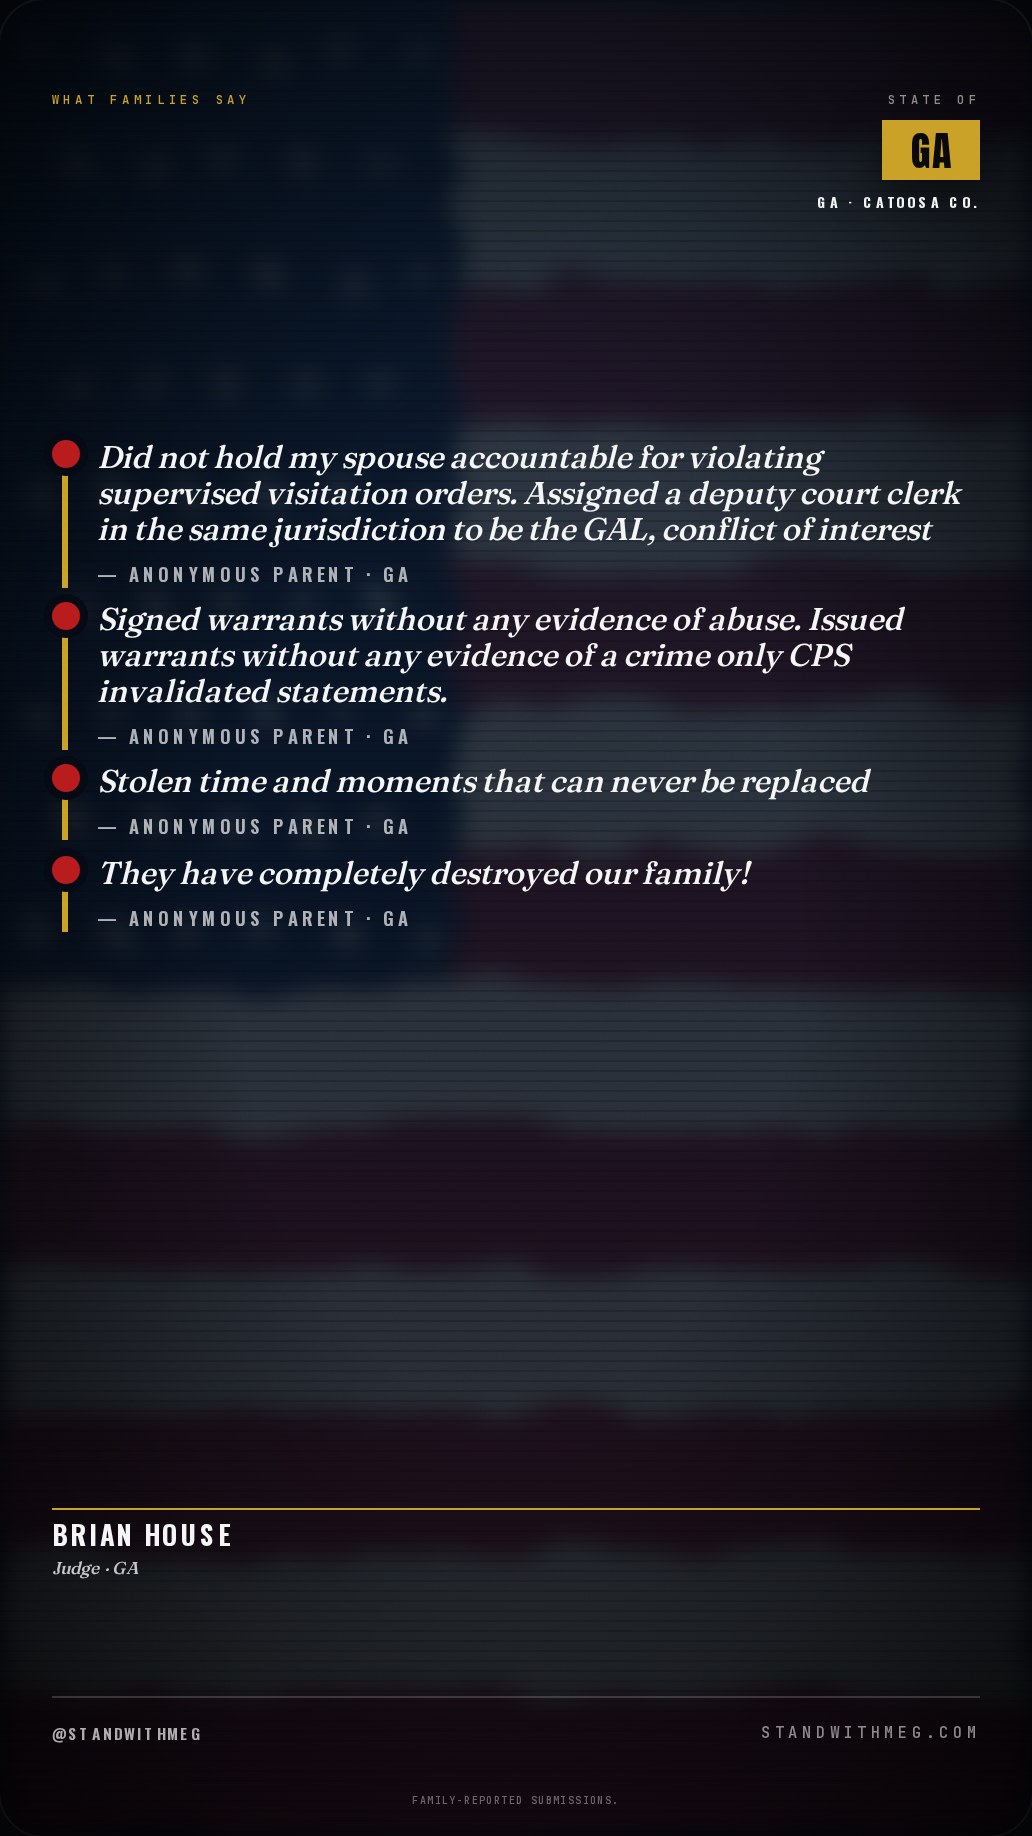 WHAT FAMILIES SAY
STATE OF
GA
GA · CATOOSA CO.
Did not hold my spouse accountable for violating
supervised visitation orders. Assigned a deputy court clerk
in the same jurisdiction to be the GAL, conflict of interest
— ANONYMOUS PARENT · GA
Signed warrants without any evidence of abuse. Issued
warrants without any evidence of a crime only CPS
invalidated statements.
— ANONYMOUS PARENT · GA
Stolen time and moments that can never be replaced
— ANONYMOUS PARENT · GA
They have completely destroyed our family!
— ANONYMOUS PARENT · GA
BRIAN HOUSE
Judge · GA
@STANDWITHMEG
STANDWITHMEG.COM
FAMILY-REPORTED SUBMISSIONS.